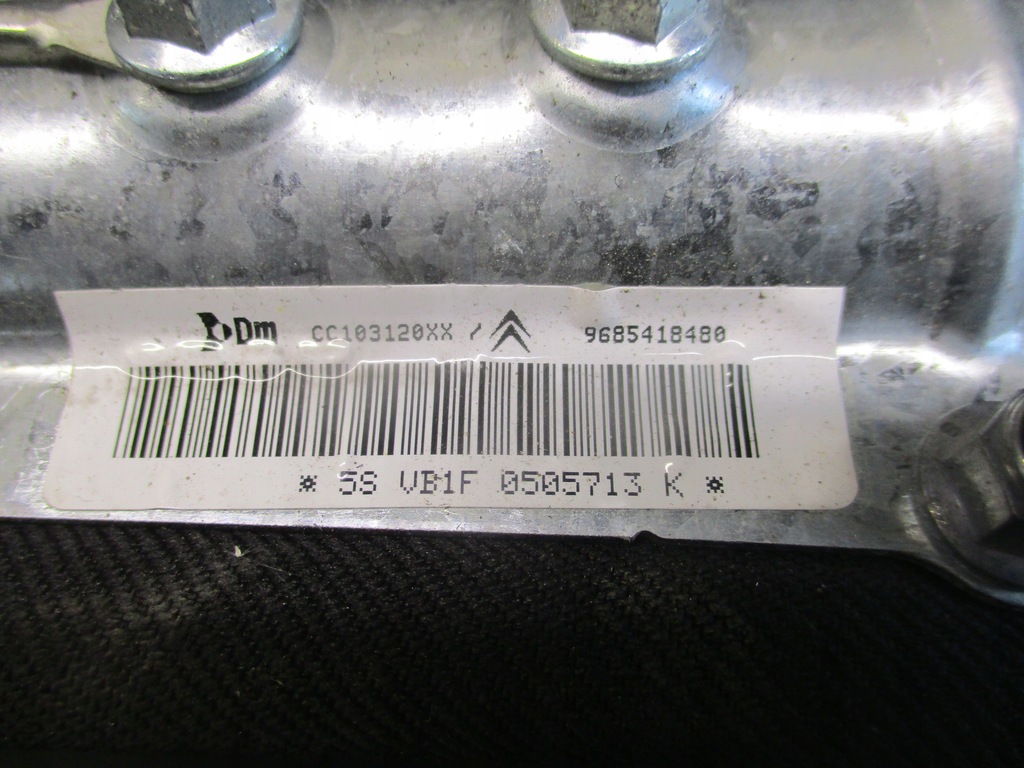 Dm CC103120XX / 9685418480
* 5S VB1F 0505713 K *